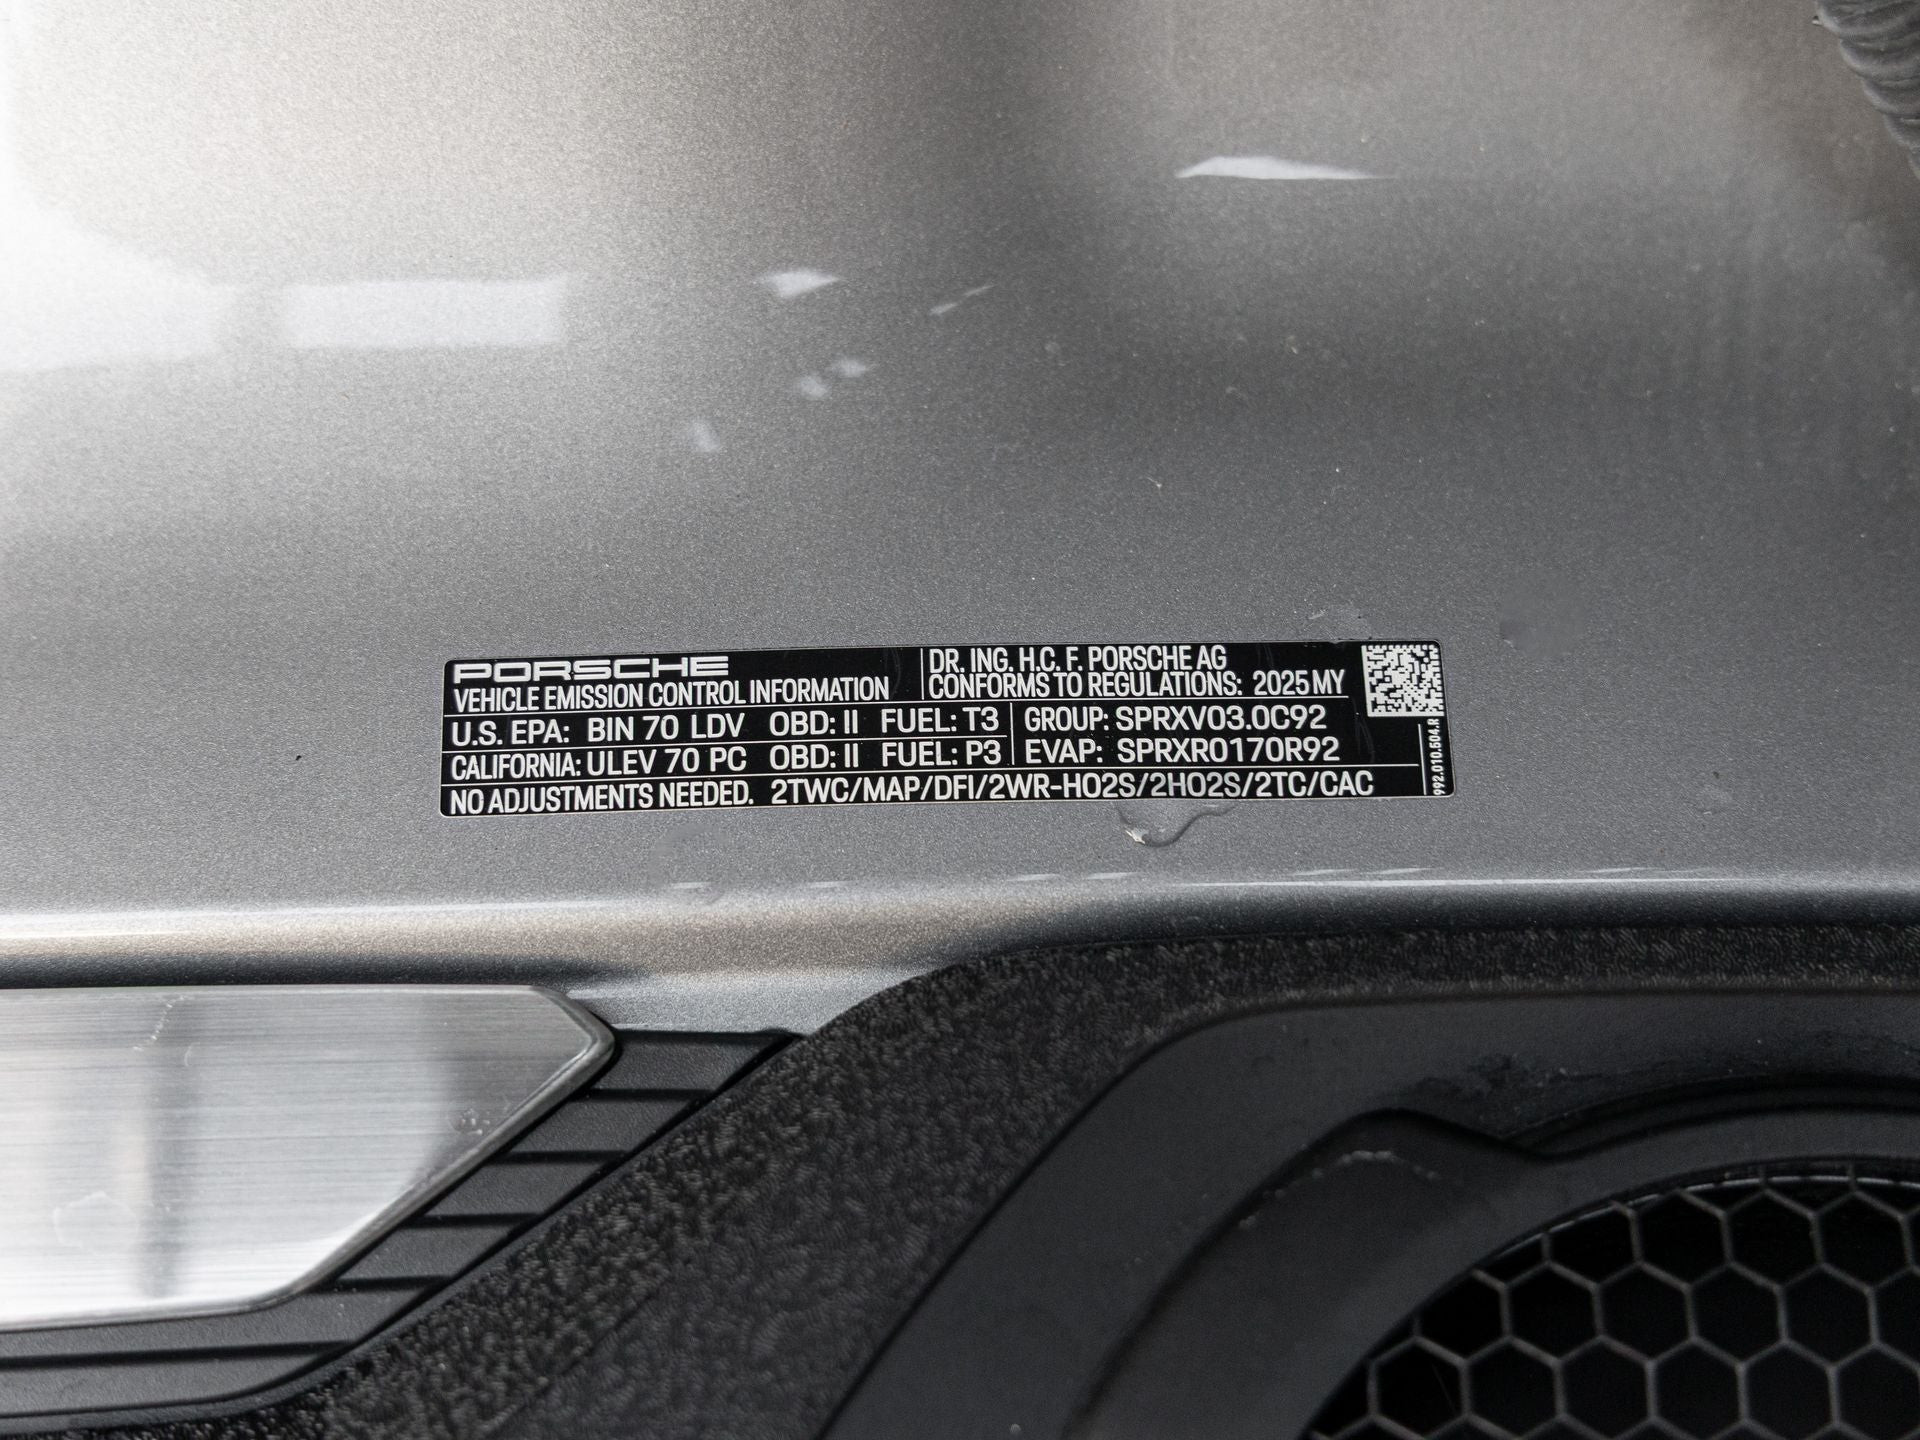 PORSCHE
VEHICLE EMISSION CONTROL INFORMATION
DR. ING. H.C. F. PORSCHE AG
CONFORMS TO REGULATIONS: 2025 MY
U.S. EPA: BIN 70 LDV OBD: II FUEL: T3
CALIFORNIA: ULEV 70 PC OBD: II FUEL: P3
GROUP: SPRXV03.0C92
EVAP: SPRXR0170R92
NO ADJUSTMENTS NEEDED. 2TWC/MAP/DFI/2WR-HO2S/2HO2S/2TC/CAC
992.010.504.R